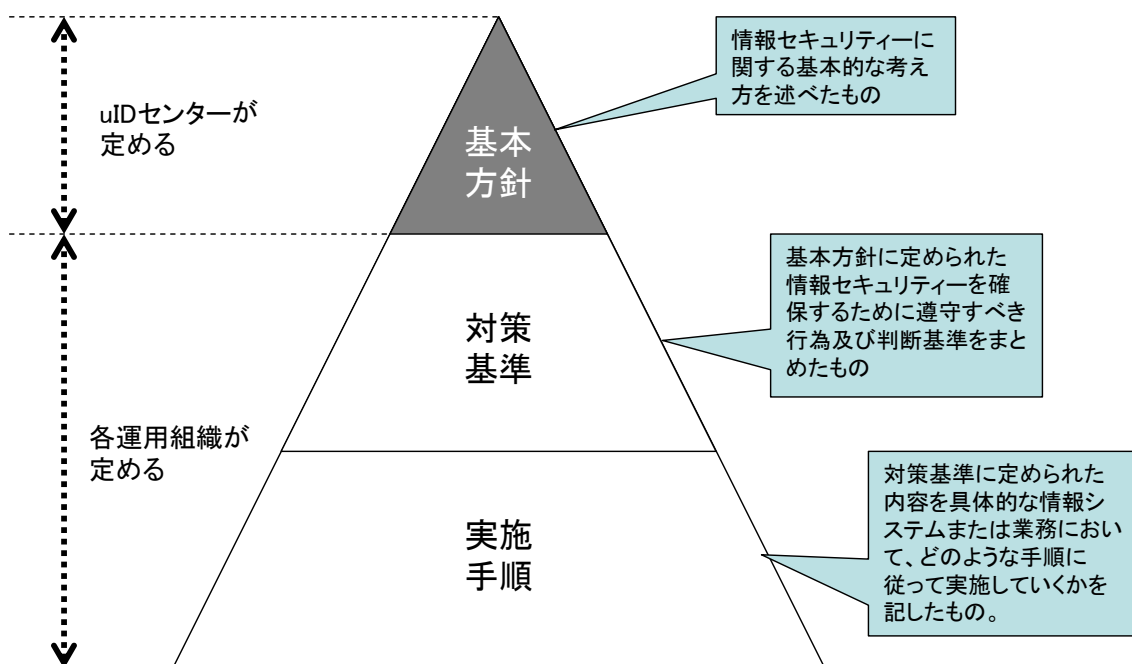 情報セキュリティーに
関する基本的な考え
方を述べたもの
uIDセンターが
定める
基本
方針
基本方針に定められた
情報セキュリティーを確
保するために遵守すべき
行為及び判断基準をまと
めたもの
対策
基準
各運用組織が
定める
対策基準に定められた
内容を具体的な情報シ
ステムまたは業務におい
て、どのような手順に
従って実施していくかを
記したもの。
実施
手順